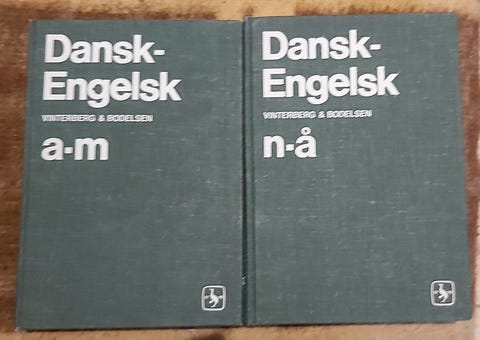 Dansk-
Engelsk
VINTERBERG & BODELSEN
a-m
Dansk-
Engelsk
VINTERBERG & BODELSEN
n-å